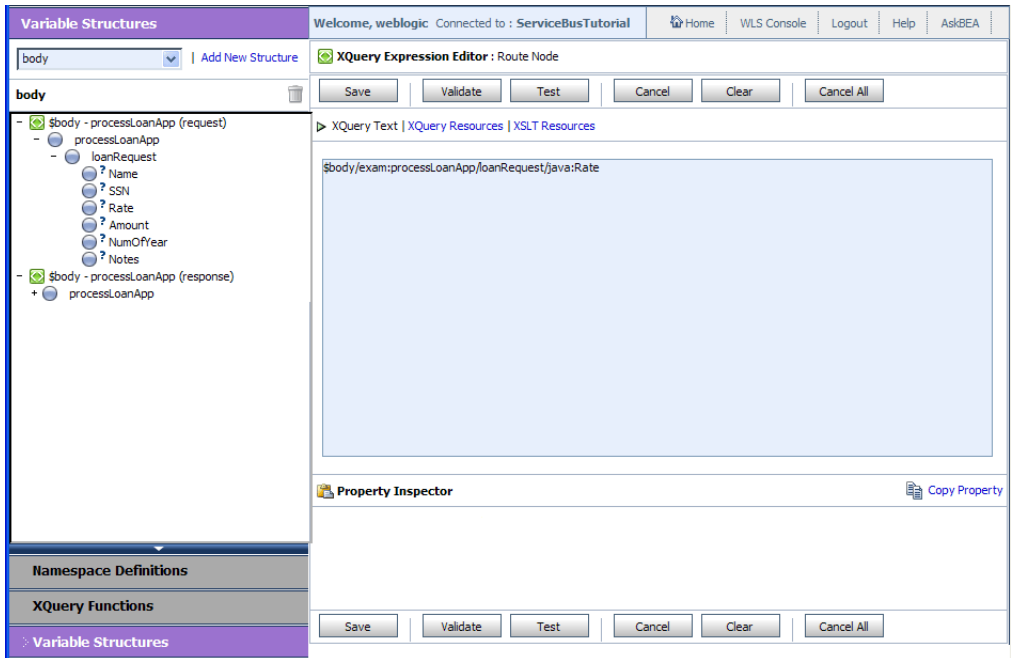 Variable Structures
Welcome, weblogic Connected to : ServiceBusTutorial Home WLS Console Logout Help AskBEA
body | Add New Structure
XQuery Expression Editor : Route Node
body
Save Validate Test Cancel Clear Cancel All
- $body - processLoanApp (request)
- processLoanApp
- loanRequest
? Name
? SSN
? Rate
? Amount
? NumOfYear
? Notes
- $body - processLoanApp (response)
+ processLoanApp
XQuery Text | XQuery Resources | XSLT Resources
$body/exam:processLoanApp/loanRequest/java:Rate
Property Inspector Copy Property
Namespace Definitions
XQuery Functions
Variable Structures
Save Validate Test Cancel Clear Cancel All